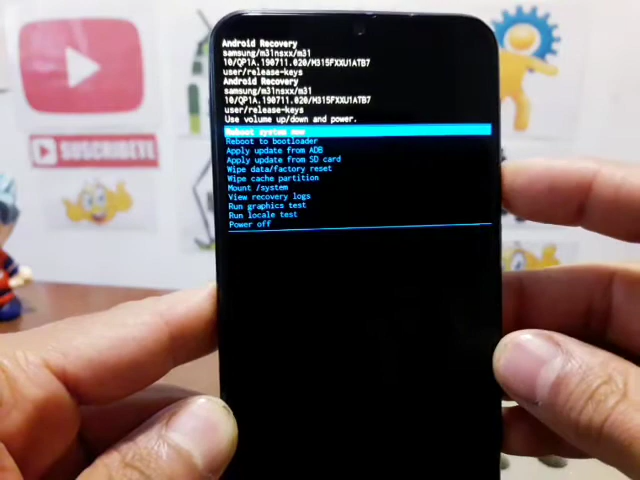 Android Recovery
samsung/m31nsxx/m31
10/QP1A.190711.020/M315FXXU1ATB7
user/release-keys
Android Recovery
samsung/m31nsxx/m31
10/QP1A.190711.020/M315FXXU1ATB7
user/release-keys
Use volume up/down and power.
Reboot system now
Reboot to bootloader
Apply update from ADB
Apply update from SD card
Wipe data/factory reset
Wipe cache partition
Mount /system
View recovery logs
Run graphics test
Run locale test
Power off
SUSCRIBETE